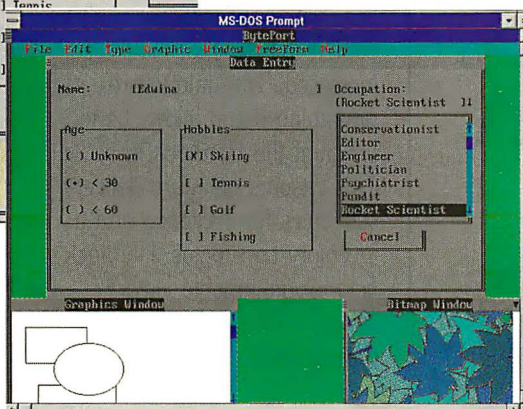 ] Tennis
MS-DOS Prompt
BytePort
File Edit Type Graphic Window FreeForm Help
Data Entry
Name: [Edwina ]
Occupation:
[Rocket Scientist ]↓
Age
( ) Unknown
(•) < 30
( ) < 60
Hobbies
[X] Skiing
[ ] Tennis
[ ] Golf
[ ] Fishing
Conservationist
Editor
Engineer
Politician
Psychiatrist
Pundit
Rocket Scientist
Cancel
Graphics Window
Bitmap Window